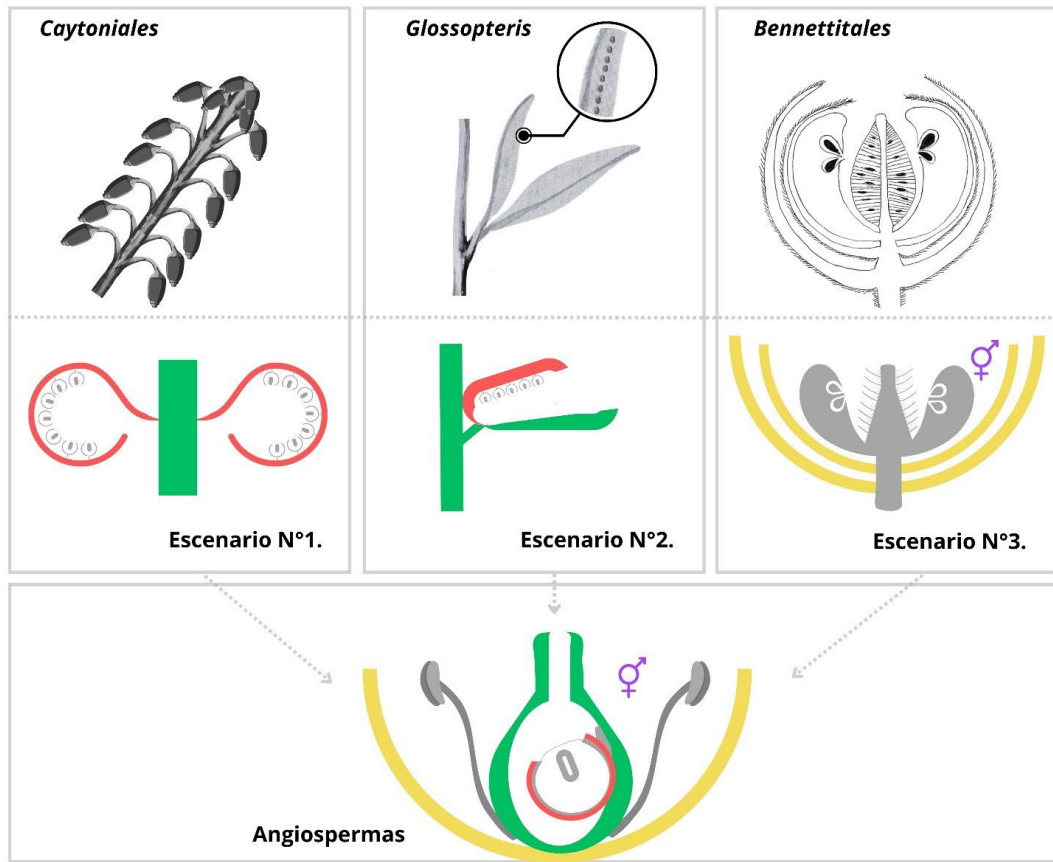 Caytoniales
Glossopteris
Bennettitales
Escenario N°1.
Escenario N°2.
Escenario N°3.
Angiospermas